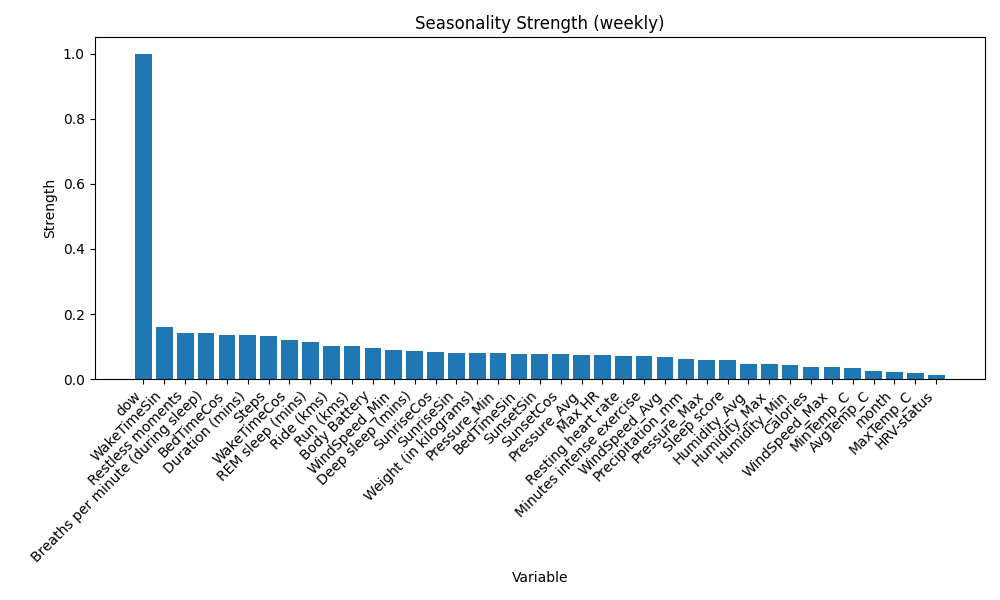 Seasonality Strength (weekly)
Strength
1.0
0.8
0.6
0.4
0.2
0.0
dow
WakeTimeSin
Restless moments
Breaths per minute (during sleep)
BedTimeCos
Duration (mins)
Steps
WakeTimeCos
REM sleep (mins)
Ride (kms)
Run (kms)
Body Battery
WindSpeed_Min
Deep sleep (mins)
SunriseCos
SunriseSin
Weight (in kilograms)
Pressure_Min
BedTimeSin
SunsetSin
SunsetCos
Pressure_Avg
Max HR
Resting heart rate
Minutes intense exercise
WindSpeed_Avg
Precipitation_mm
Pressure_Max
Sleep score
Humidity_Avg
Humidity_Max
Humidity_Min
Calories
WindSpeed_Max
MinTemp_C
AvgTemp_C
month
MaxTemp_C
HRV-status
Variable